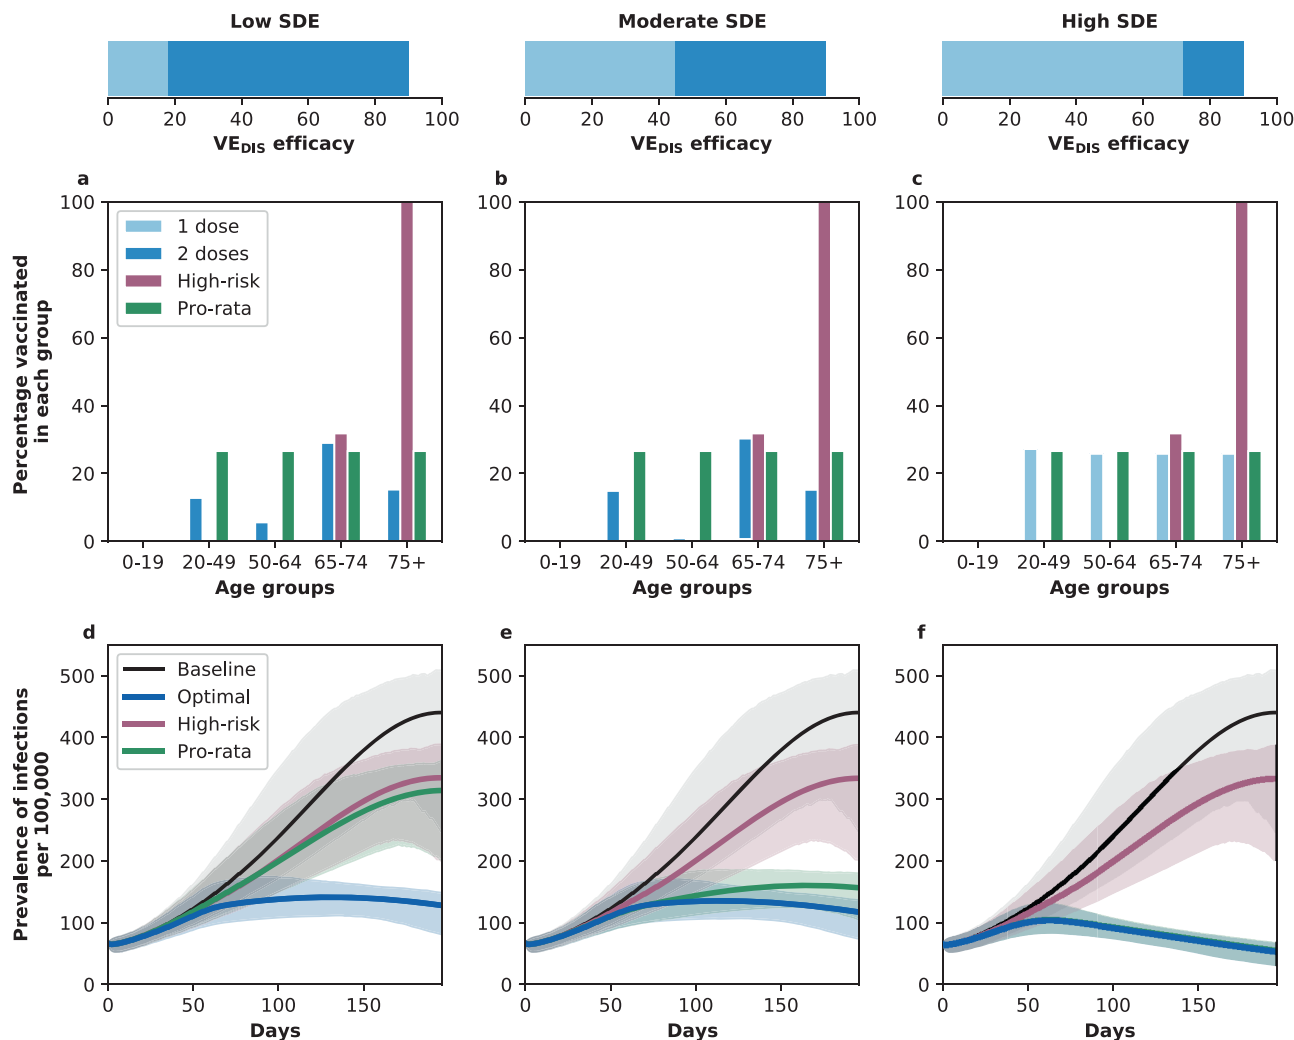 Low SDE
Moderate SDE
High SDE
0 20 40 60 80 100
0 20 40 60 80 100
0 20 40 60 80 100
VEDIS efficacy
VEDIS efficacy
VEDIS efficacy
a
b
c
Percentage vaccinated
in each group
100
80
60
40
20
0
1 dose
2 doses
High-risk
Pro-rata
0-19 20-49 50-64 65-74 75+
Age groups
100
80
60
40
20
0
0-19 20-49 50-64 65-74 75+
Age groups
100
80
60
40
20
0
0-19 20-49 50-64 65-74 75+
Age groups
d
e
f
Prevalence of infections
per 100,000
500
400
300
200
100
0
Baseline
Optimal
High-risk
Pro-rata
0 50 100 150
Days
500
400
300
200
100
0
0 50 100 150
Days
500
400
300
200
100
0
0 50 100 150
Days